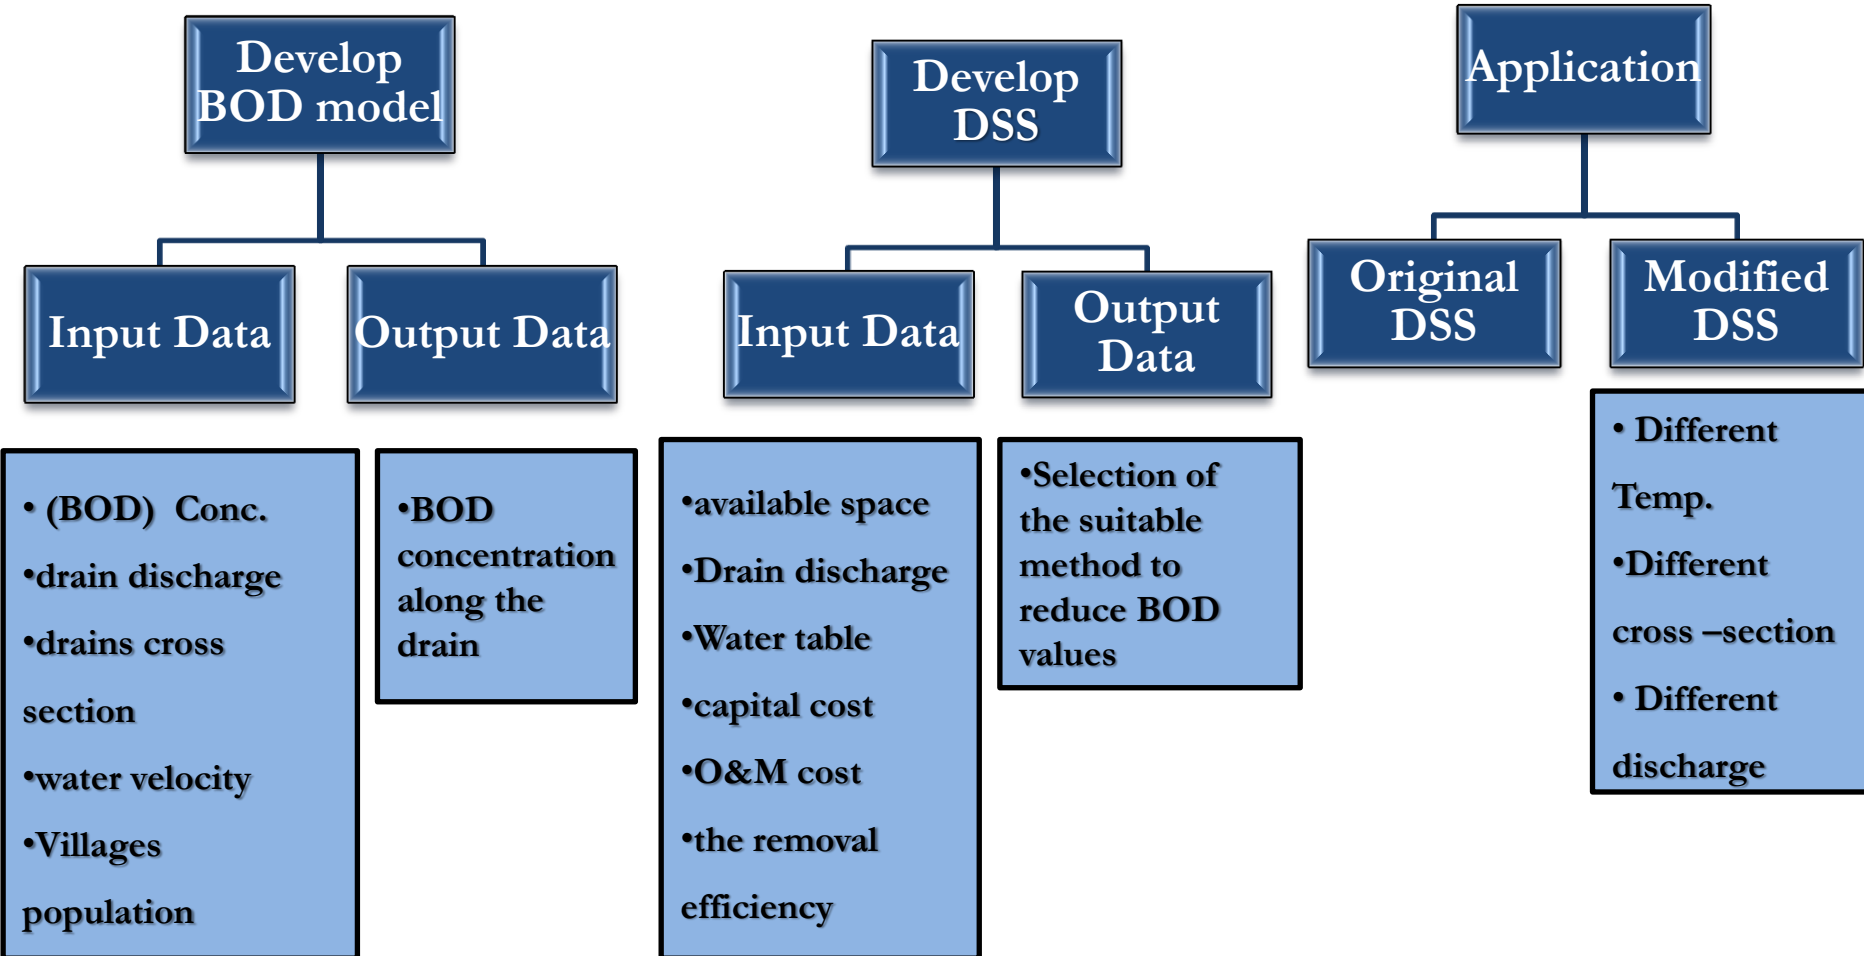 Develop
BOD model
Input Data
Output Data
• (BOD) Conc.
•drain discharge
•drains cross
section
•water velocity
•Villages
population
•BOD
concentration
along the
drain
Develop
DSS
Input Data
Output
Data
•available space
•Drain discharge
•Water table
•capital cost
•O&M cost
•the removal
efficiency
•Selection of
the suitable
method to
reduce BOD
values
Application
Original
DSS
Modified
DSS
• Different
Temp.
•Different
cross –section
• Different
discharge